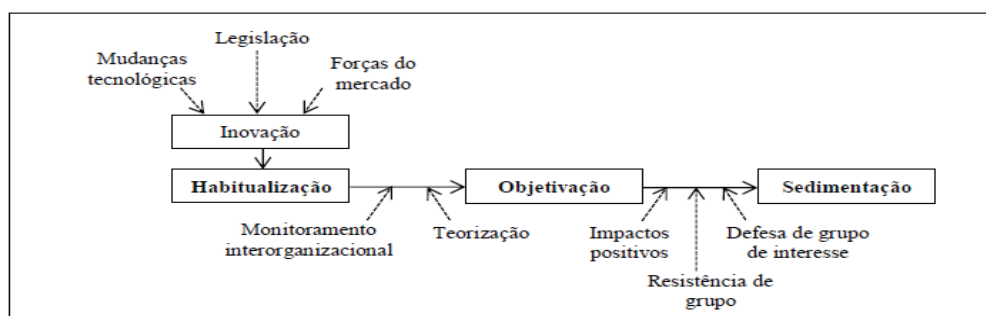 Legislação
Mudanças
tecnológicas
Forças do
mercado
Inovação
Habitualização
Objetivação
Sedimentação
Monitoramento
interorganizacional
Teorização
Impactos
positivos
Defesa de grupo
de interesse
Resistência de
grupo